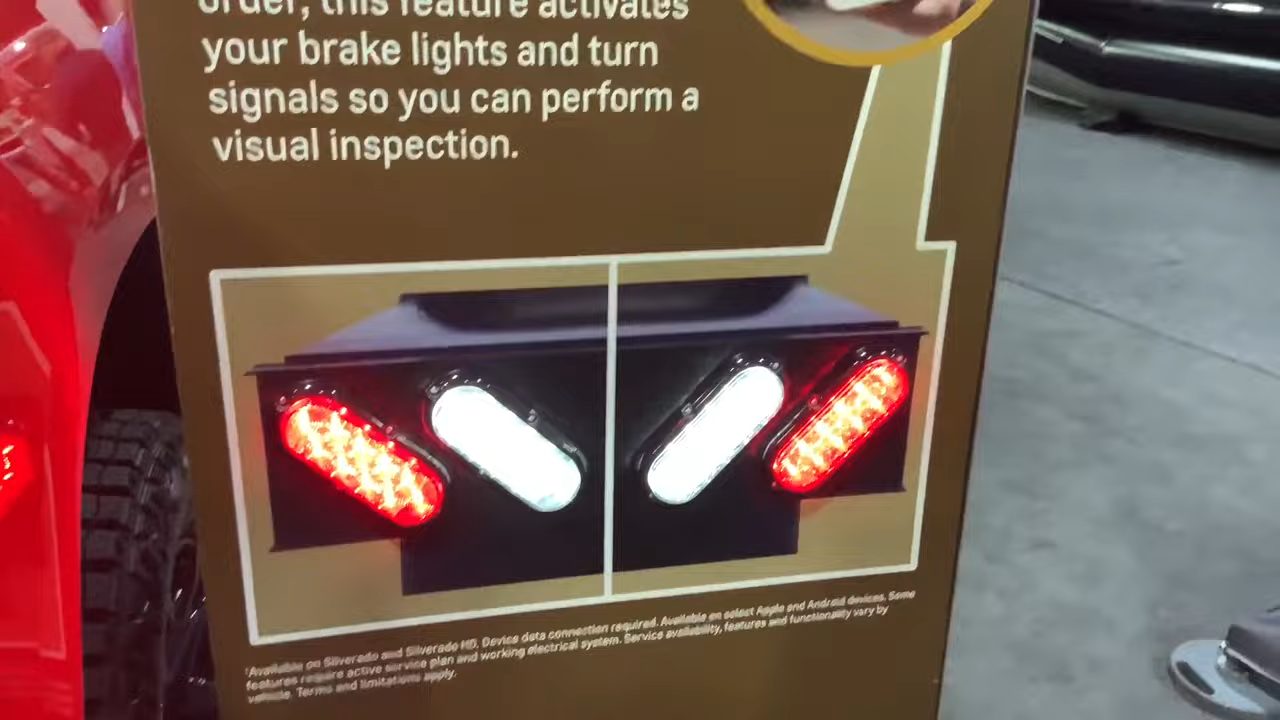 order, this feature activates
your brake lights and turn
signals so you can perform a
visual inspection.
¹Available on Silverado and Silverado HD. Device data connection required. Available on select Apple and Android devices. Some
features require active service plan and working electrical system. Service availability, features and functionality vary by
vehicle. Terms and limitations apply.